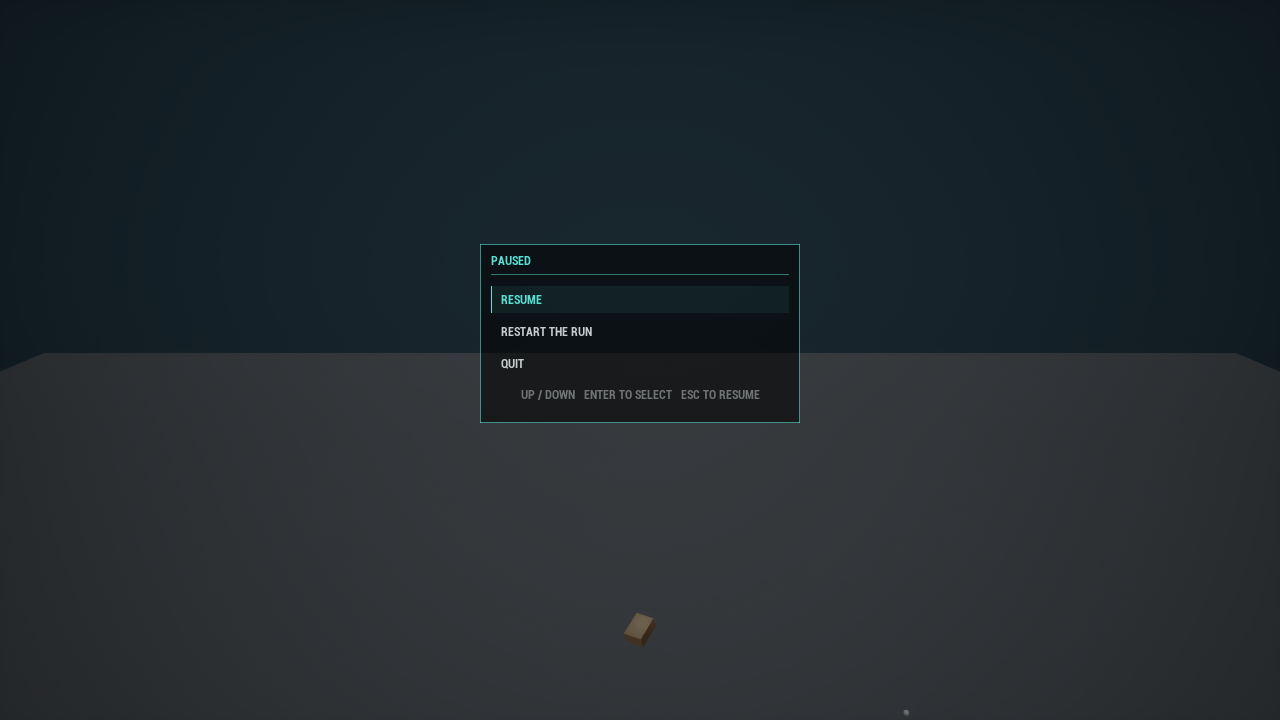 PAUSED
RESUME
RESTART THE RUN
QUIT
UP / DOWN ENTER TO SELECT ESC TO RESUME